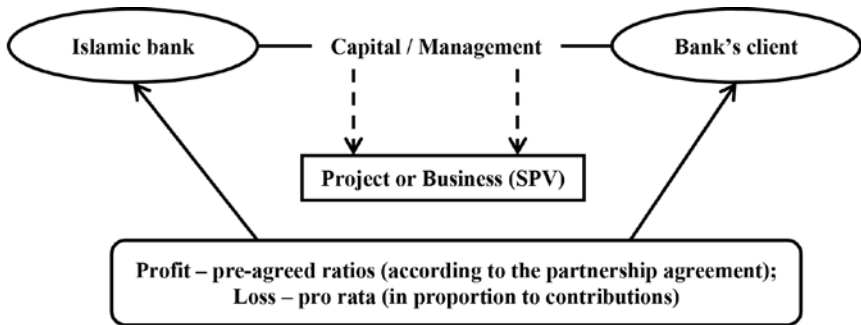 Islamic bank
Capital / Management
Bank's client
Project or Business (SPV)
Profit – pre-agreed ratios (according to the partnership agreement);
Loss – pro rata (in proportion to contributions)